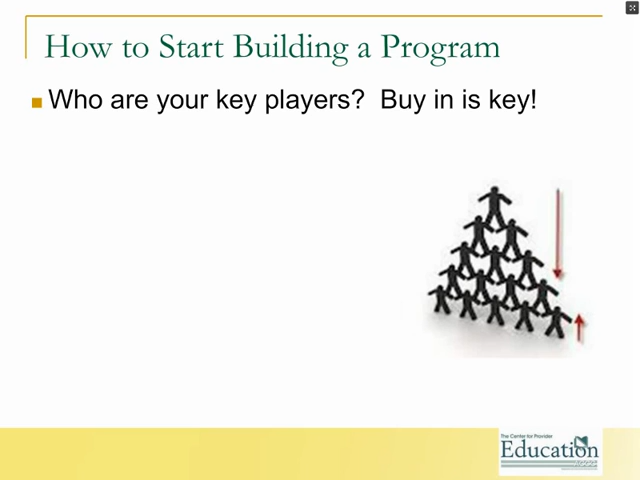 How to Start Building a Program
Who are your key players? Buy in is key!
The Center for Provider
Education